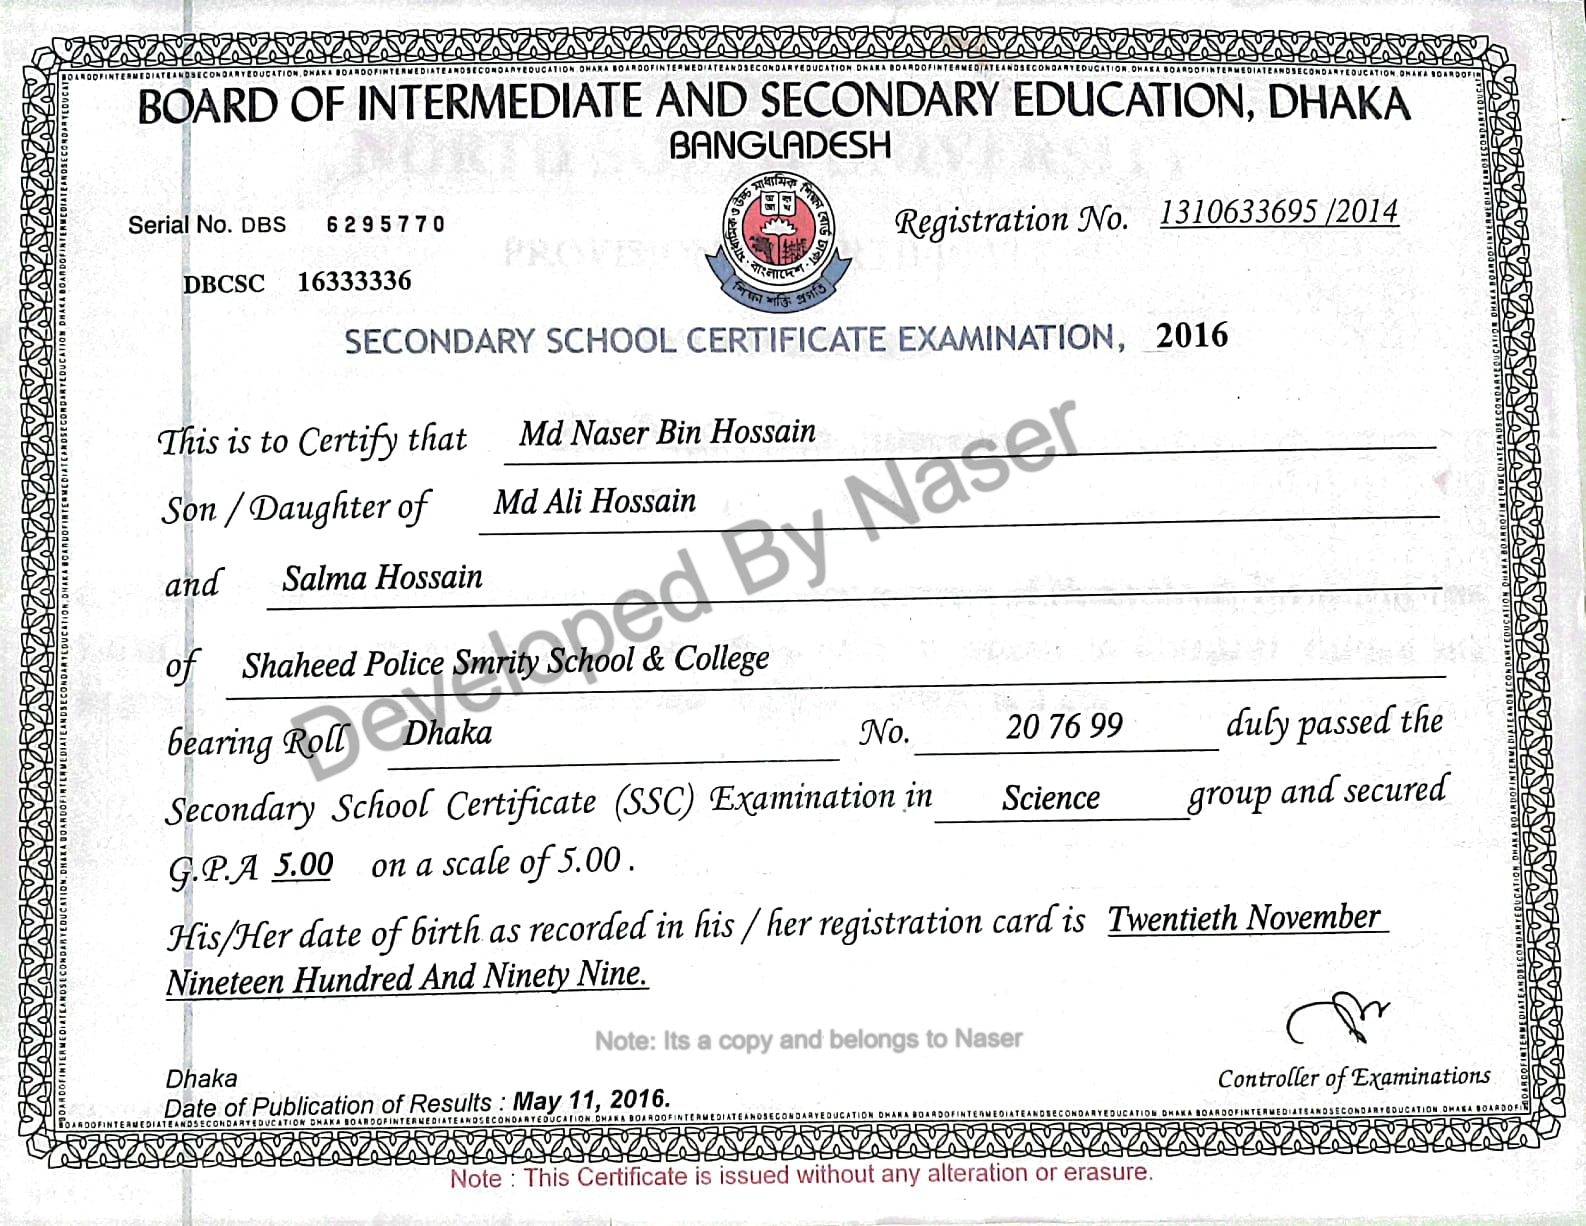 BOARD OF INTERMEDIATE AND SECONDARY EDUCATION, DHAKA
BANGLADESH
Serial No. DBS 6295770
Registration No. 1310633695 /2014
DBCSC 16333336
মাধ্যমিক ও উচ্চ মাধ্যমিক শিক্ষা বোর্ড ঢাকা
অ আ ক খ
বাংলাদেশ
শিক্ষা শান্তি প্রগতি
SECONDARY SCHOOL CERTIFICATE EXAMINATION, 2016
This is to Certify that Md Naser Bin Hossain
Son / Daughter of Md Ali Hossain
and Salma Hossain
of Shaheed Police Smrity School & College
Developed By Naser
bearing Roll Dhaka No. 20 76 99 duly passed the
Secondary School Certificate (SSC) Examination in Science group and secured
G.P.A 5.00 on a scale of 5.00 .
His/Her date of birth as recorded in his / her registration card is Twentieth November
Nineteen Hundred And Ninety Nine.
Note: Its a copy and belongs to Naser
Dhaka
Controller of Examinations
Date of Publication of Results : May 11, 2016.
Note : This Certificate is issued without any alteration or erasure.